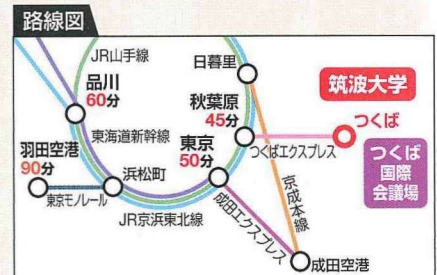 路線図
JR山手線
日暮里
品川
60分
秋葉原
45分
筑波大学
つくば
羽田空港
90分
東海道新幹線
東京
50分
つくばエクスプレス
つくば
国際
会議場
浜松町
東京モノレール
JR京浜東北線
成田エクスプレス
京成本線
成田空港